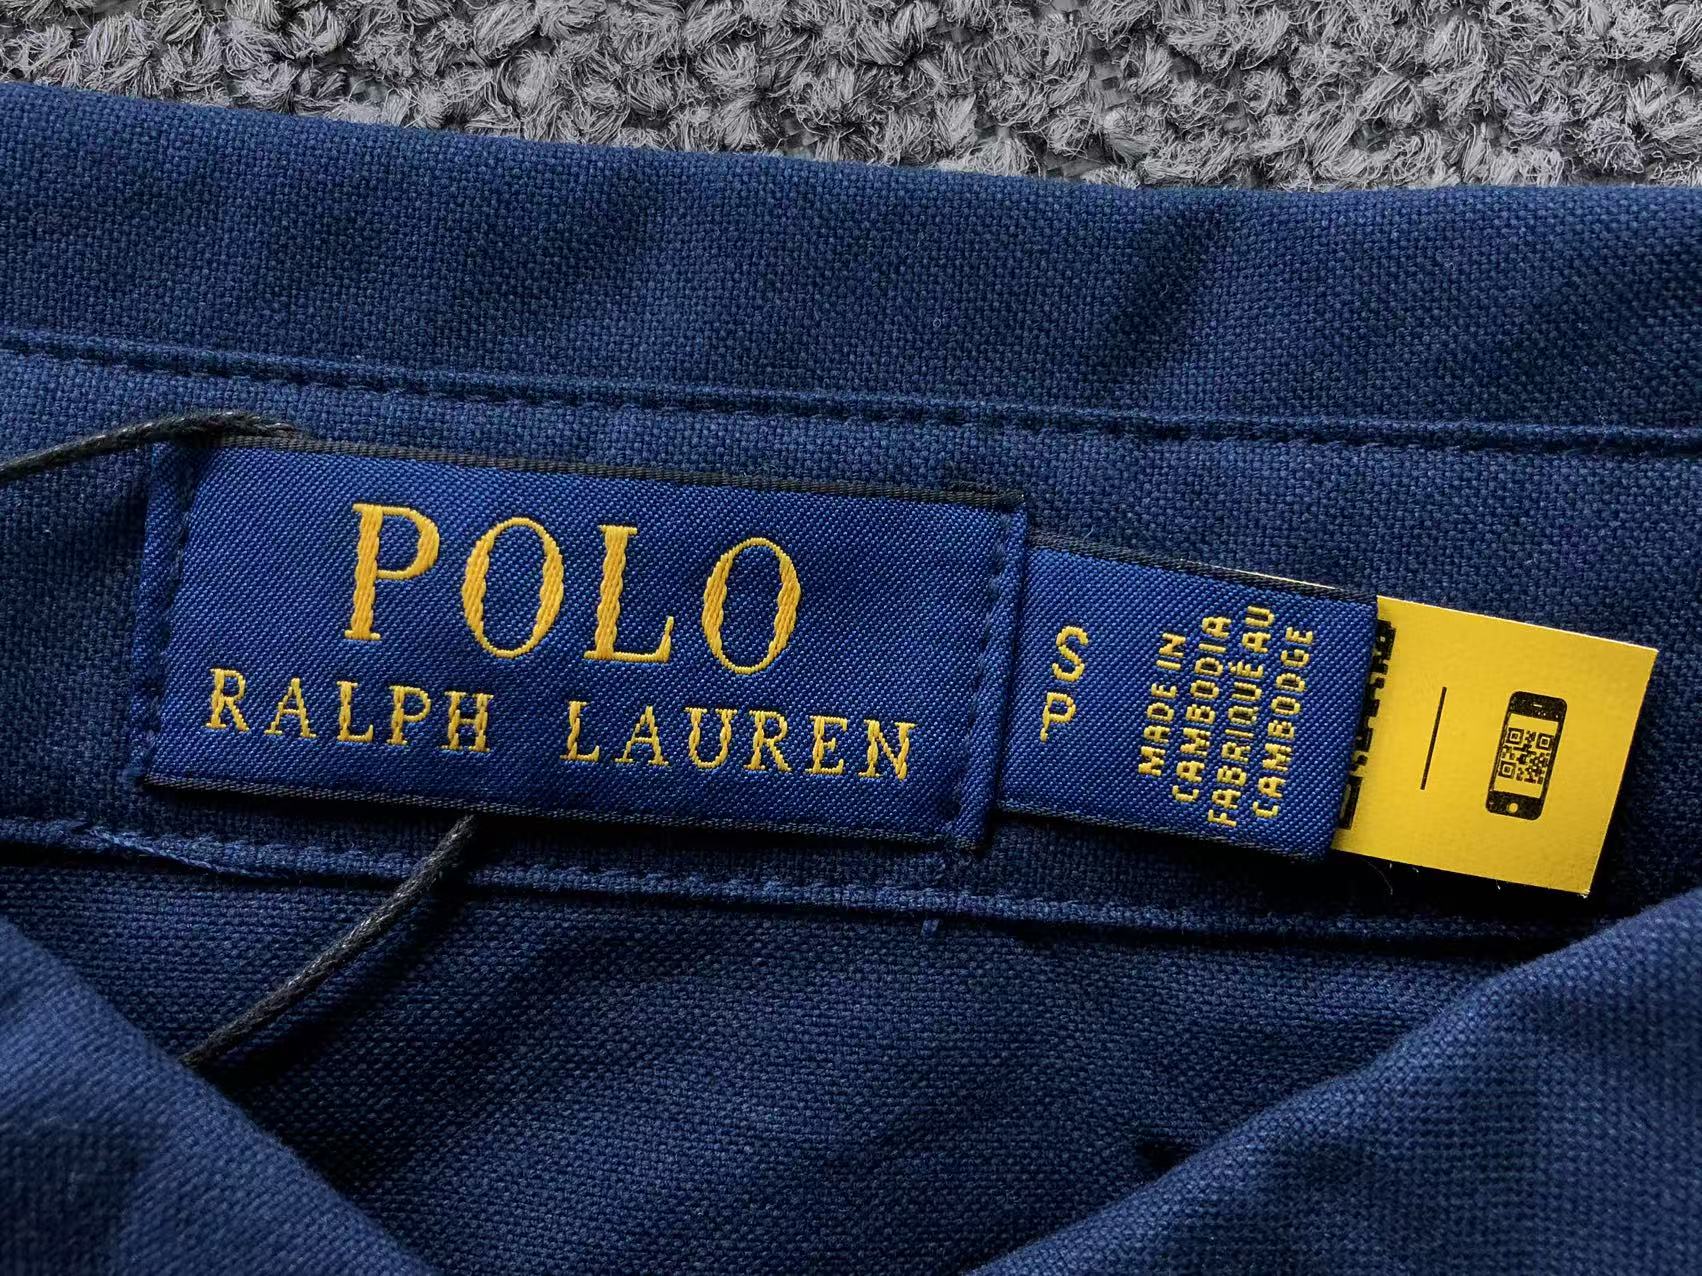 POLO
RALPH LAUREN
S
P
MADE IN
CAMBODIA
FABRIQUÉ AU
CAMBODGE